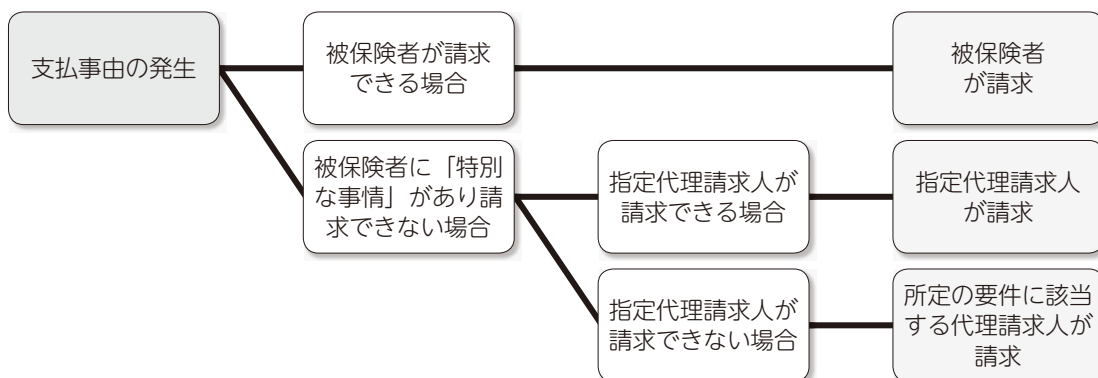 支払事由の発生
被保険者が請求
できる場合
被保険者
が請求
被保険者に「特別
な事情」があり請
求できない場合
指定代理請求人が
請求できる場合
指定代理請求人
が請求
指定代理請求人が
請求できない場合
所定の要件に該当
する代理請求人が
請求